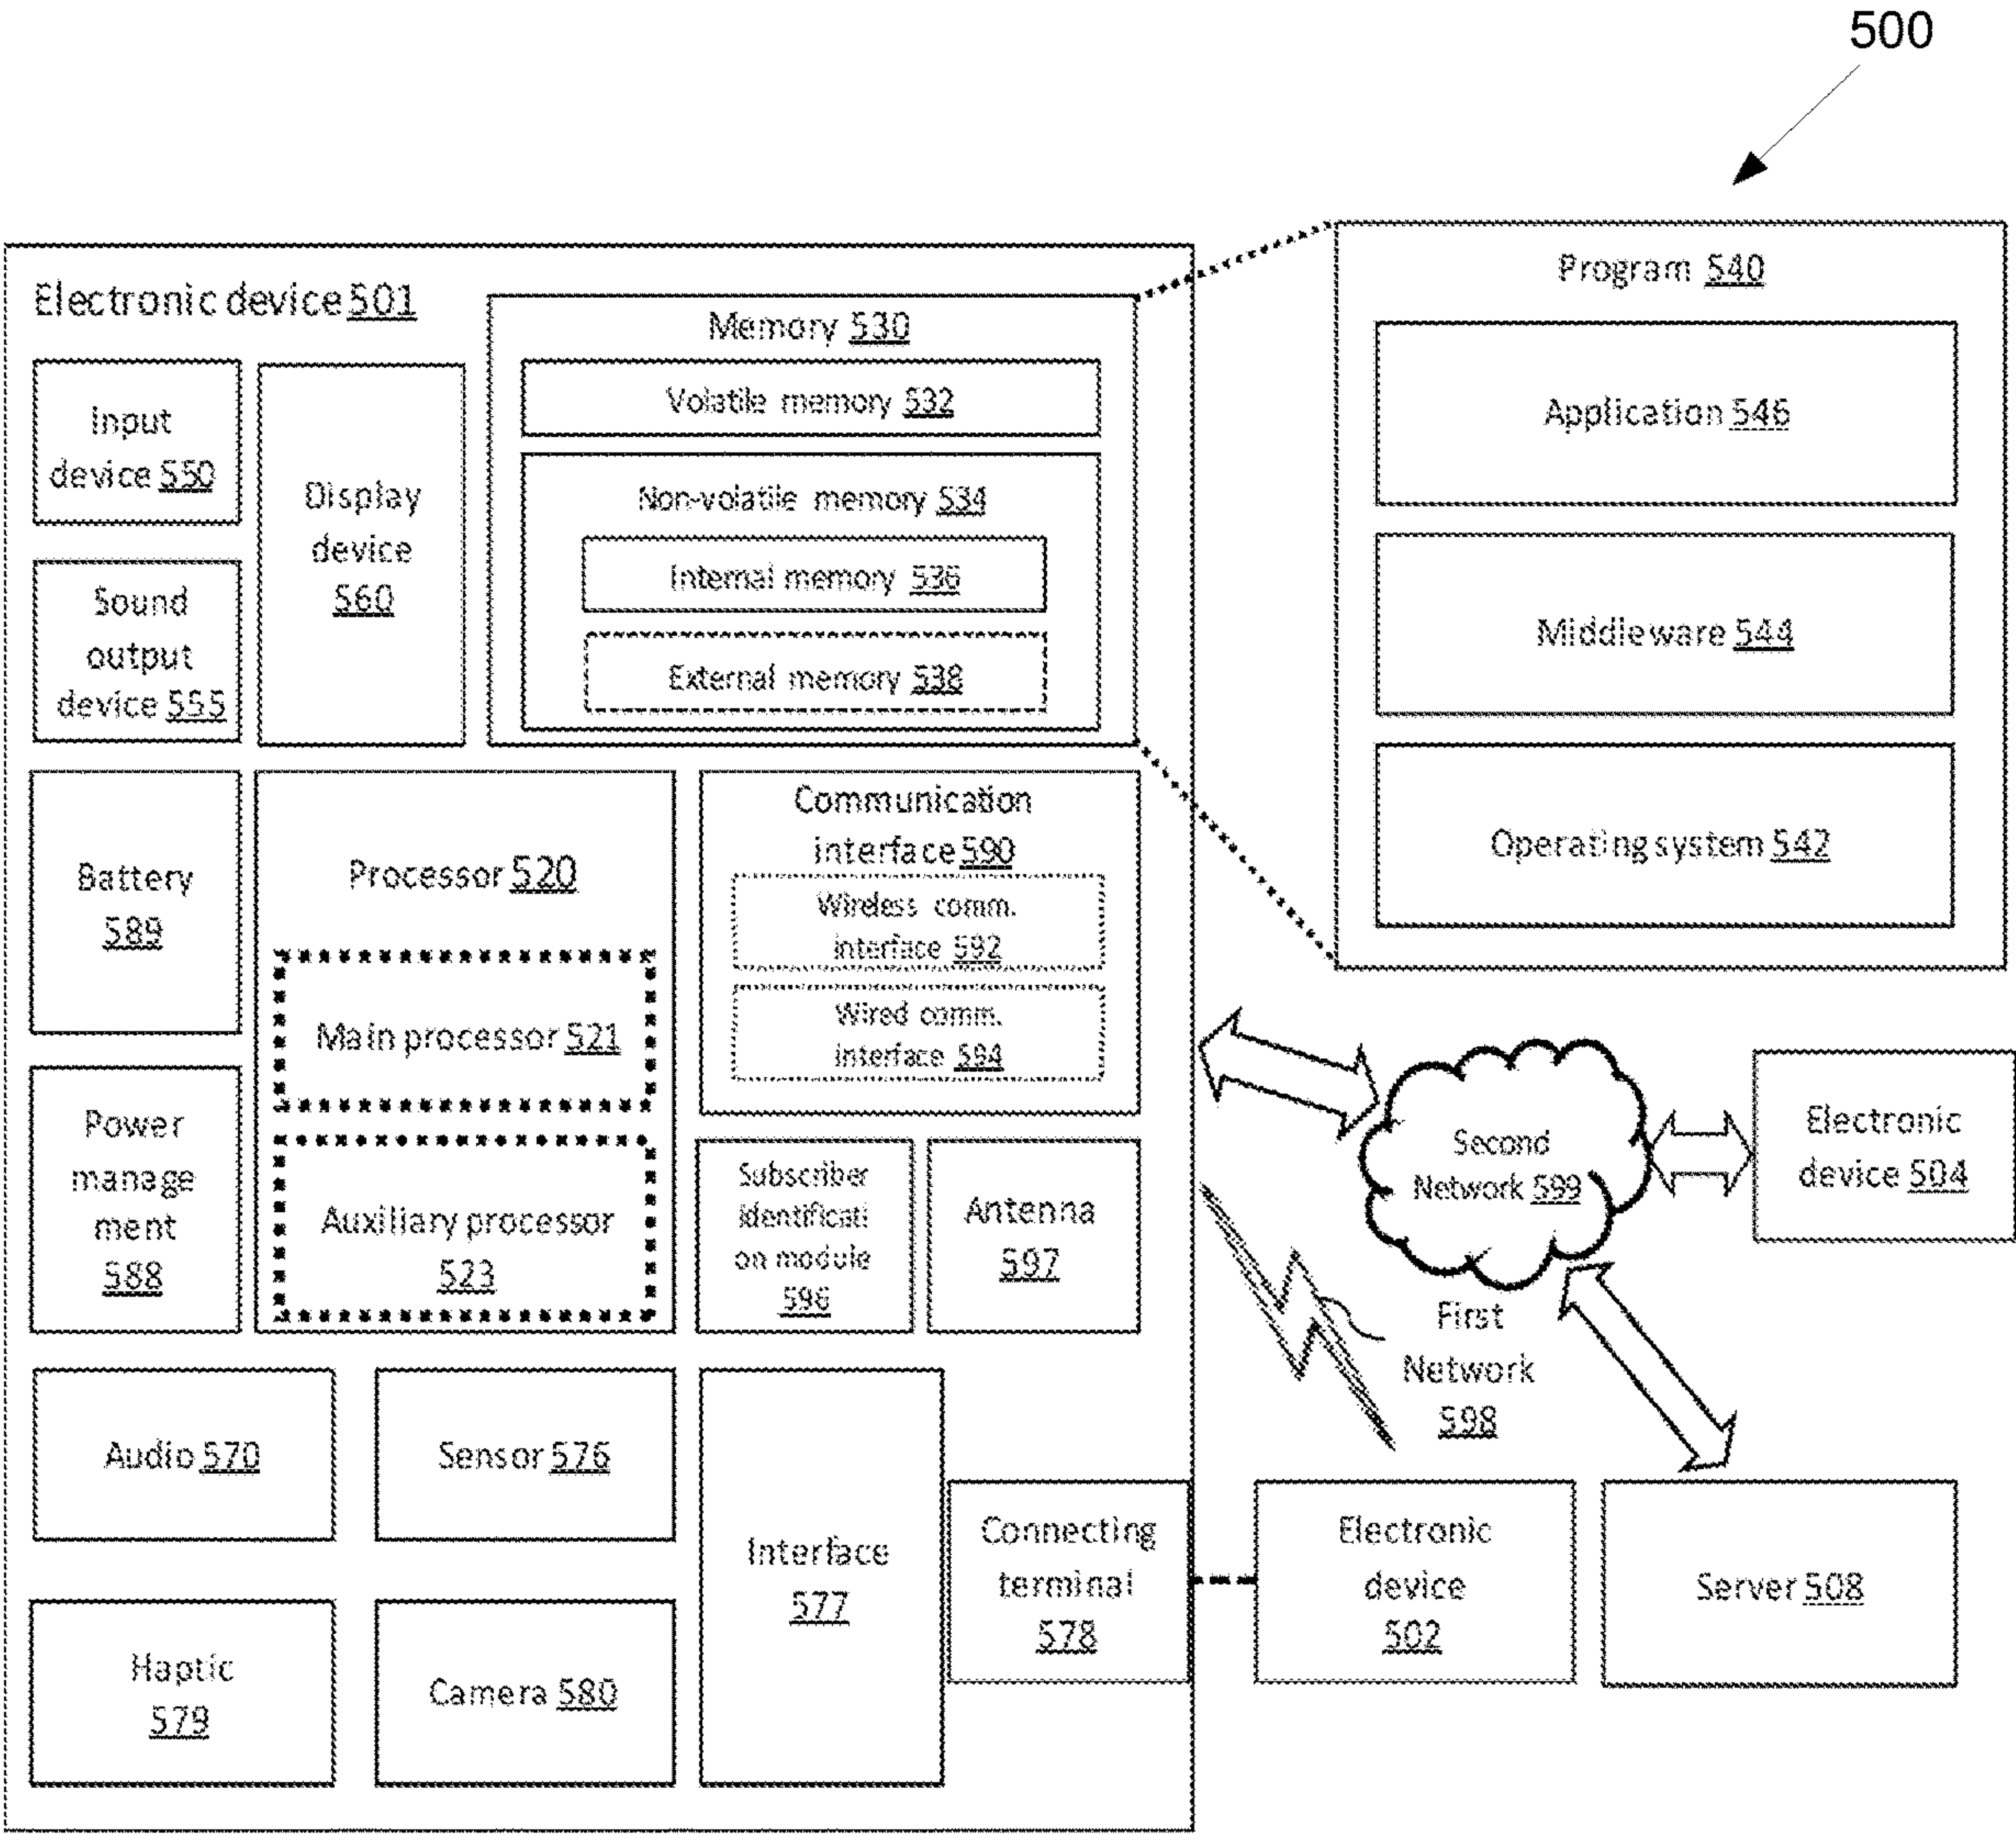 500
Electronic device 501
Memory 530
Volatile memory 532
Non-volatile memory 534
Internal memory 536
External memory 538
Input
device 550
Display
device
560
Sound
output
device 555
Program 540
Application 546
Middleware 544
Operating system 542
Battery
589
Processor 520
Main processor 521
Auxiliary processor
523
Communication
interface 590
Wireless comm.
interface 592
Wired comm.
interface 594
Power
manage
ment
588
Subscriber
identificati
on module
596
Antenna
597
Second
Network 599
Electronic
device 504
First
Network
598
Audio 570
Sensor 576
Interface
577
Connecting
terminal
578
Electronic
device
502
Server 508
Haptic
579
Camera 580